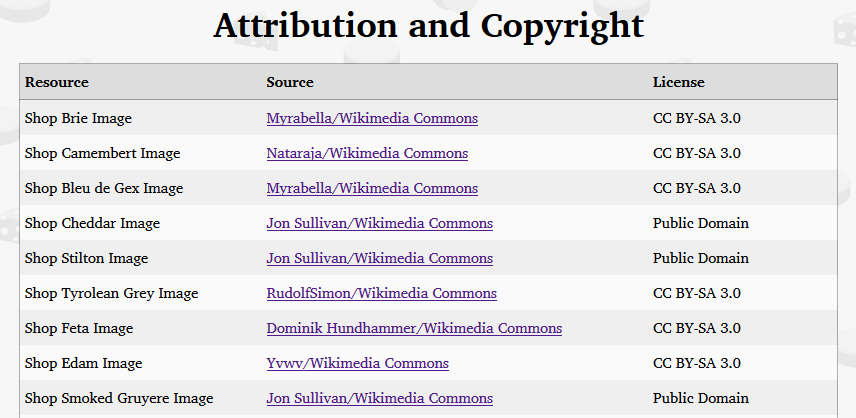 Attribution and Copyright
Resource Source License
Shop Brie Image Myrabella/Wikimedia Commons CC BY-SA 3.0
Shop Camembert Image Nataraja/Wikimedia Commons CC BY-SA 3.0
Shop Bleu de Gex Image Myrabella/Wikimedia Commons CC BY-SA 3.0
Shop Cheddar Image Jon Sullivan/Wikimedia Commons Public Domain
Shop Stilton Image Jon Sullivan/Wikimedia Commons Public Domain
Shop Tyrolean Grey Image RudolfSimon/Wikimedia Commons CC BY-SA 3.0
Shop Feta Image Dominik Hundhammer/Wikimedia Commons CC BY-SA 3.0
Shop Edam Image Yvwv/Wikimedia Commons CC BY-SA 3.0
Shop Smoked Gruyere Image Jon Sullivan/Wikimedia Commons Public Domain